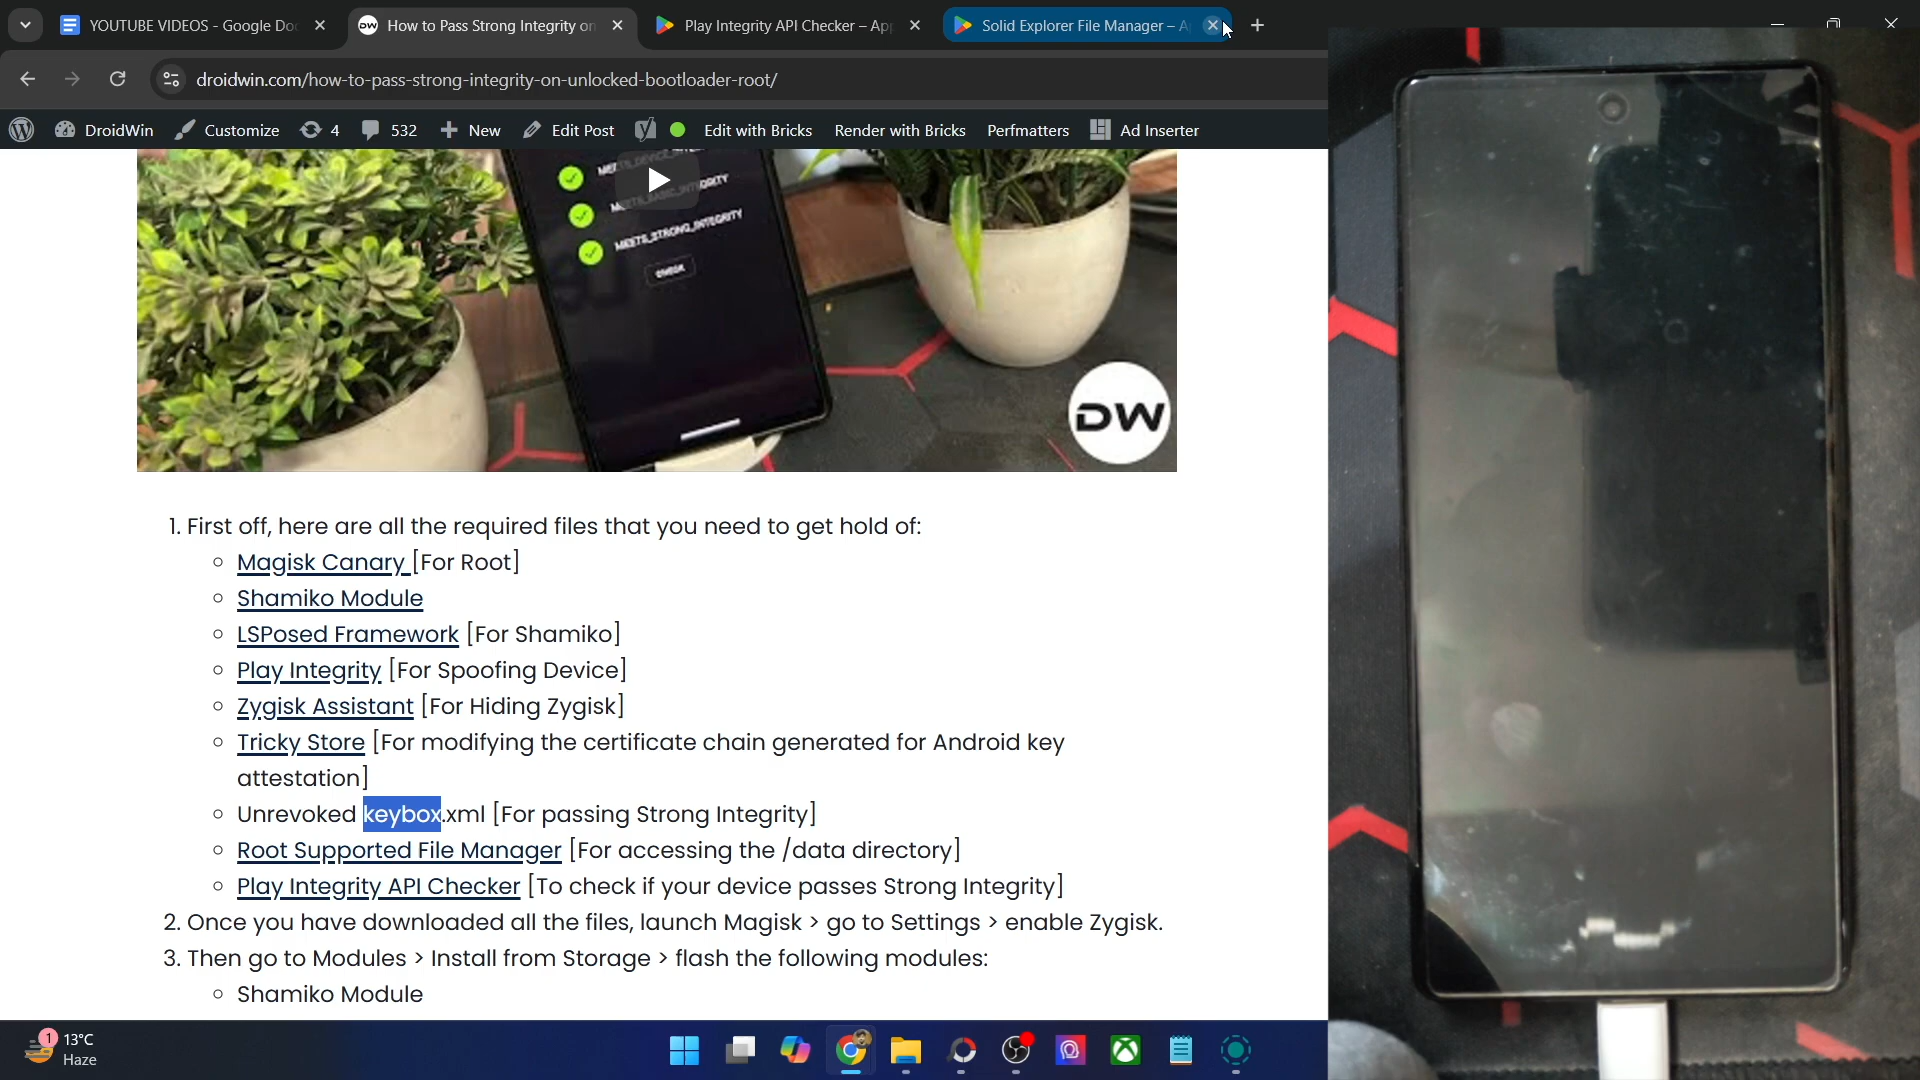 YOUTUBE VIDEOS - Google Do
How to Pass Strong Integrity on
Play Integrity API Checker – Ap
Solid Explorer File Manager – A
droidwin.com/how-to-pass-strong-integrity-on-unlocked-bootloader-root/
DroidWin
Customize
4
532
New
Edit Post
Edit with Bricks
Render with Bricks
Perfmatters
Ad Inserter
MEETS_STRONG_INTEGRITY
CHECK
DW
1. First off, here are all the required files that you need to get hold of:
Magisk Canary [For Root]
Shamiko Module
LSPosed Framework [For Shamiko]
Play Integrity [For Spoofing Device]
Zygisk Assistant [For Hiding Zygisk]
Tricky Store [For modifying the certificate chain generated for Android key
attestation]
Unrevoked keybox.xml [For passing Strong Integrity]
Root Supported File Manager [For accessing the /data directory]
Play Integrity API Checker [To check if your device passes Strong Integrity]
2. Once you have downloaded all the files, launch Magisk > go to Settings > enable Zygisk.
3. Then go to Modules > Install from Storage > flash the following modules:
Shamiko Module
1
13°C
Haze